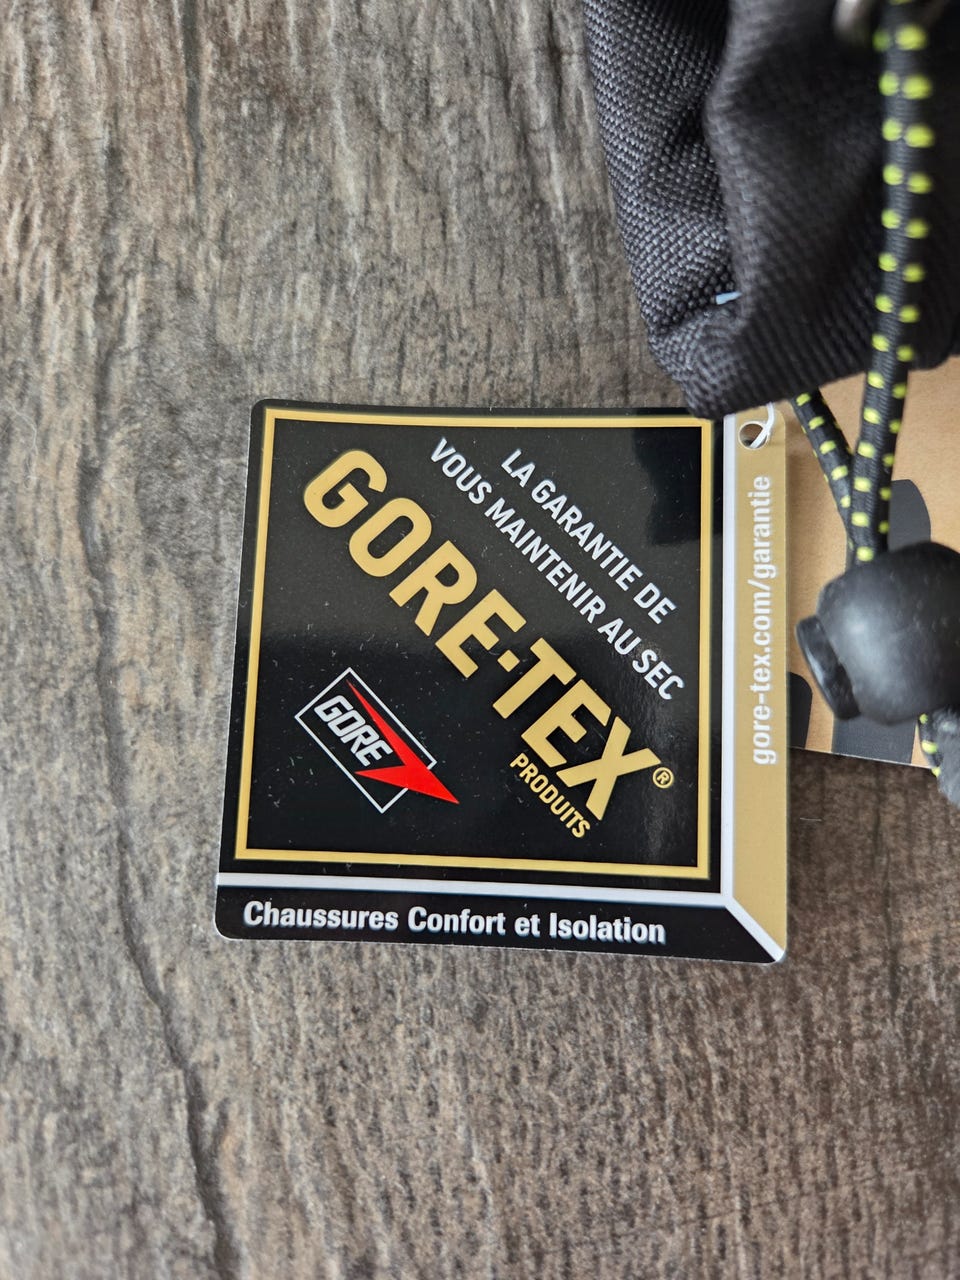 LA GARANTIE DE
VOUS MAINTENIR AU SEC
GORE-TEX®
PRODUITS
GORE
Chaussures Confort et Isolation
gore-tex.com/garantie